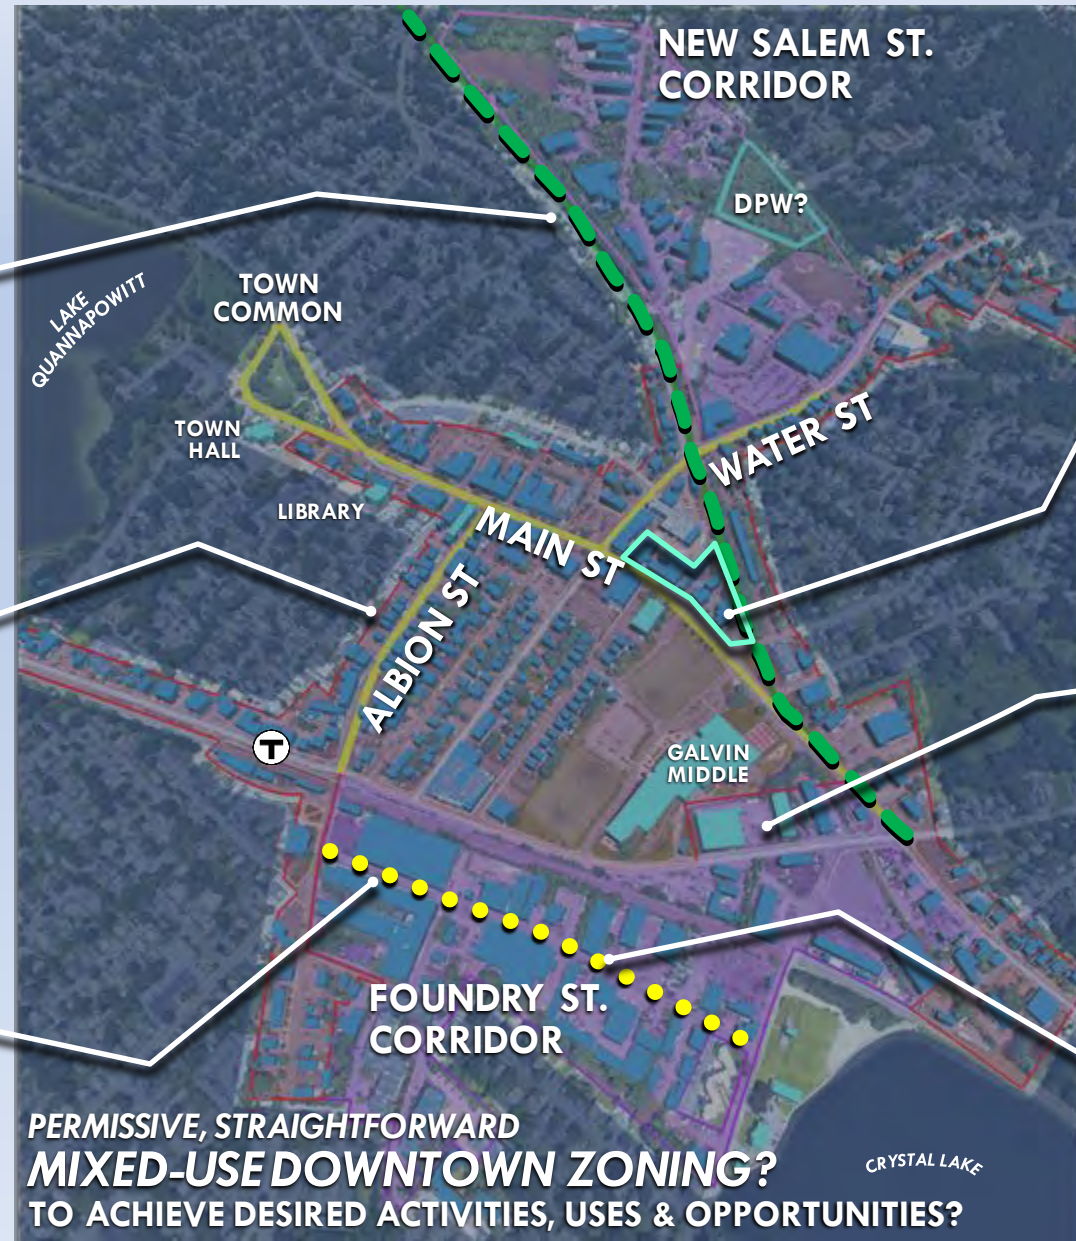 NEW SALEM ST.
CORRIDOR
DPW?
LAKE
QUANNAPOWITT
TOWN
COMMON
TOWN
HALL
LIBRARY
WATER ST
MAIN ST
ALBION ST
T
GALVIN
MIDDLE
FOUNDRY ST.
CORRIDOR
PERMISSIVE, STRAIGHTFORWARD
MIXED-USE DOWNTOWN ZONING?
CRYSTAL LAKE
TO ACHIEVE DESIRED ACTIVITIES, USES & OPPORTUNITIES?